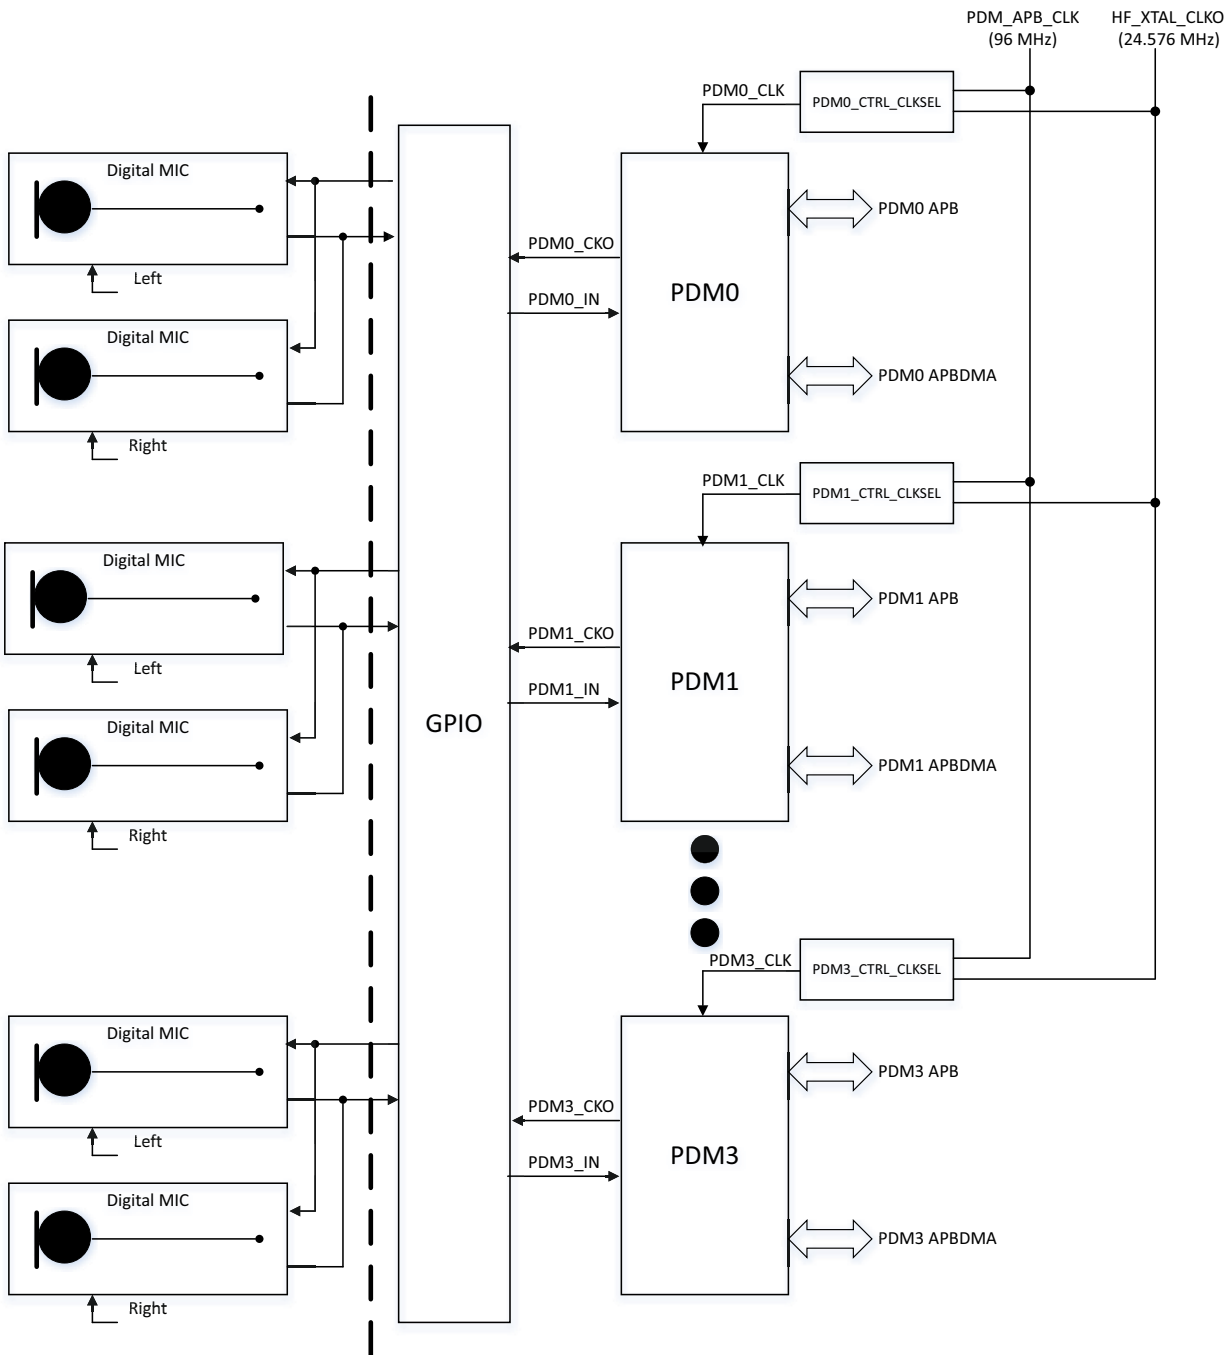 PDM_APB_CLK
(96 MHz)
HF_XTAL_CLKO
(24.576 MHz)
PDM0_CLK
PDM0_CTRL_CLKSEL
Digital MIC
Left
Digital MIC
Right
PDM0_CKO
PDM0_IN
PDM0
PDM0 APB
PDM0 APBDMA
PDM1_CLK
PDM1_CTRL_CLKSEL
Digital MIC
Left
Digital MIC
Right
GPIO
PDM1_CKO
PDM1_IN
PDM1
PDM1 APB
PDM1 APBDMA
PDM3_CLK
PDM3_CTRL_CLKSEL
Digital MIC
Left
Digital MIC
Right
PDM3_CKO
PDM3_IN
PDM3
PDM3 APB
PDM3 APBDMA